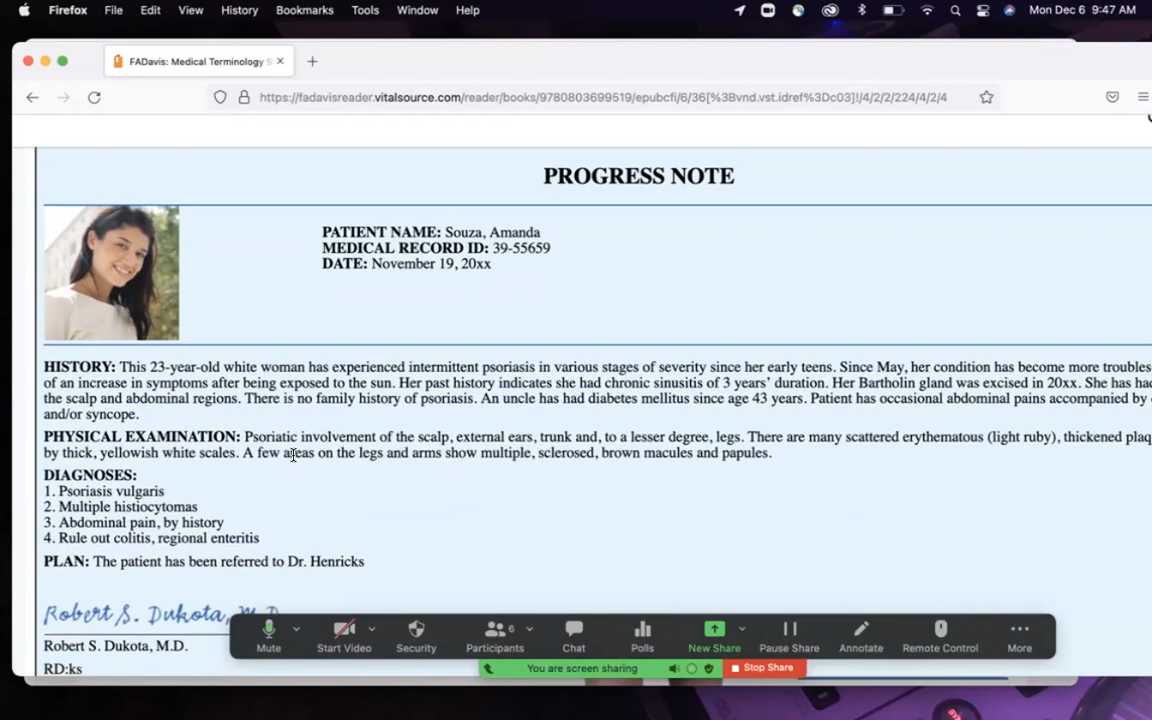 Firefox File Edit View History Bookmarks Tools Window Help Mon Dec 6 9:47 AM
FADavis: Medical Terminology S
https://fadavisreader.vitalsource.com/reader/books/9780803699519/epubcfi/6/36[%3Bvnd.vst.idref%3Dc03]!/4/2/2/224/4/2/4
PROGRESS NOTE
PATIENT NAME: Souza, Amanda
MEDICAL RECORD ID: 39-55659
DATE: November 19, 20xx
HISTORY: This 23-year-old white woman has experienced intermittent psoriasis in various stages of severity since her early teens. Since May, her condition has become more troubles
of an increase in symptoms after being exposed to the sun. Her past history indicates she had chronic sinusitis of 3 years' duration. Her Bartholin gland was excised in 20xx. She has had
the scalp and abdominal regions. There is no family history of psoriasis. An uncle has had diabetes mellitus since age 43 years. Patient has occasional abdominal pains accompanied by
and/or syncope.
PHYSICAL EXAMINATION: Psoriatic involvement of the scalp, external ears, trunk and, to a lesser degree, legs. There are many scattered erythematous (light ruby), thickened plaq
by thick, yellowish white scales. A few areas on the legs and arms show multiple, sclerosed, brown macules and papules.
DIAGNOSES:
1. Psoriasis vulgaris
2. Multiple histiocytomas
3. Abdominal pain, by history
4. Rule out colitis, regional enteritis
PLAN: The patient has been referred to Dr. Henricks
Robert S. Dukota, M.D.
Robert S. Dukota, M.D.
RD:ks
6
Mute Start Video Security Participants Chat Polls New Share Pause Share Annotate Remote Control More
You are screen sharing Stop Share